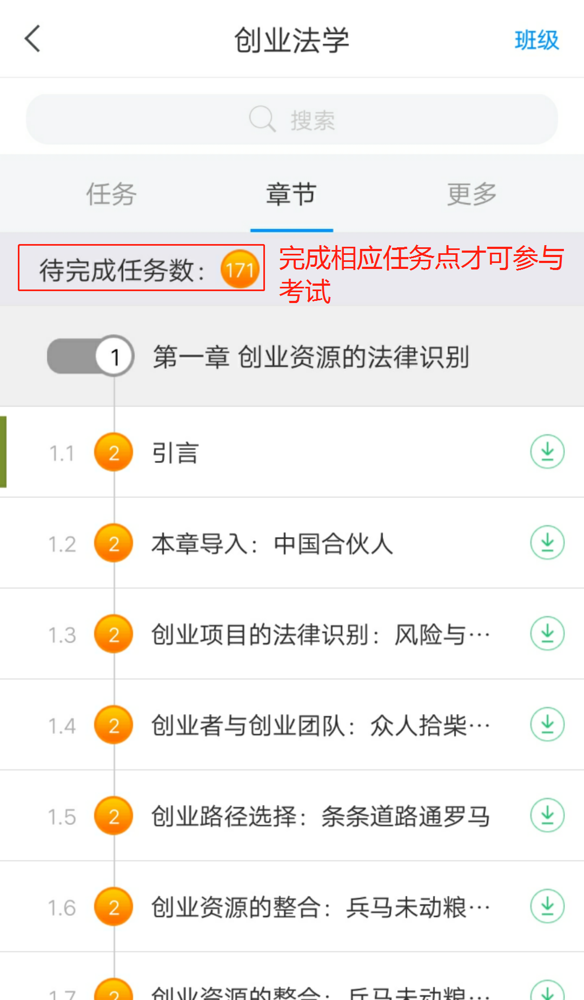 创业法学
班级
搜索
任务 章节 更多
待完成任务数：171
完成相应任务点才可参与
考试
1 第一章 创业资源的法律识别
1.1 2 引言
1.2 2 本章导入：中国合伙人
1.3 2 创业项目的法律识别：风险与…
1.4 2 创业者与创业团队：众人拾柴…
1.5 2 创业路径选择：条条道路通罗马
1.6 2 创业资源的整合：兵马未动粮…
1.7 2 创业资源的整合：兵马未动粮…